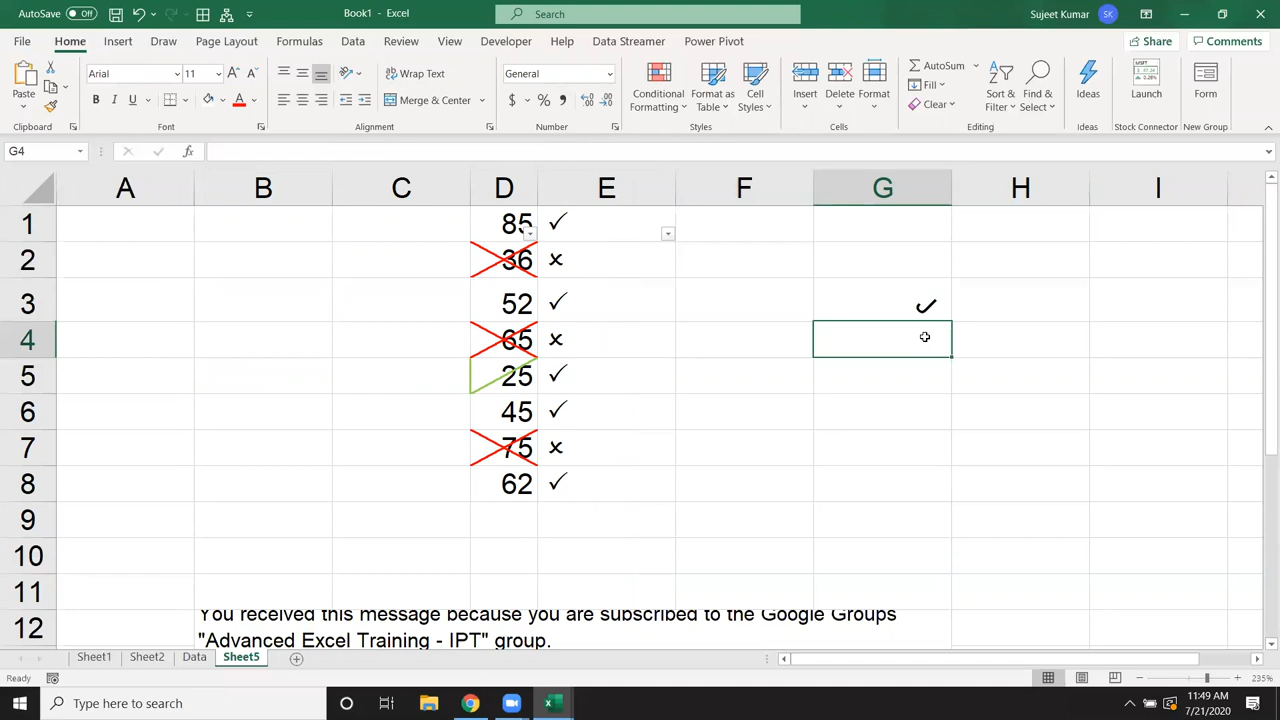 AutoSave Off Book1 - Excel Search Sujeet Kumar SK
File Home Insert Draw Page Layout Formulas Data Review View Developer Help Data Streamer Power Pivot Share Comments
Paste Arial 11 A A Wrap Text General Conditional Formatting Format as Table Cell Styles Insert Delete Format AutoSum Fill Clear Sort & Filter Find & Select Ideas Launch Form
B I U A Merge & Center $ % ,
Clipboard Font Alignment Number Styles Cells Editing Ideas Stock Connector New Group
G4 fx
A B C D E F G H I
1 85 ✓
2 36 ×
3 52 ✓ ✓
4 65 ×
5 25 ✓
6 45 ✓
7 75 ×
8 62 ✓
9
10
11
12 You received this message because you are subscribed to the Google Groups
"Advanced Excel Training - IPT" group.
Sheet1 Sheet2 Data Sheet5
Ready 235%
Type here to search 11:49 AM
7/21/2020